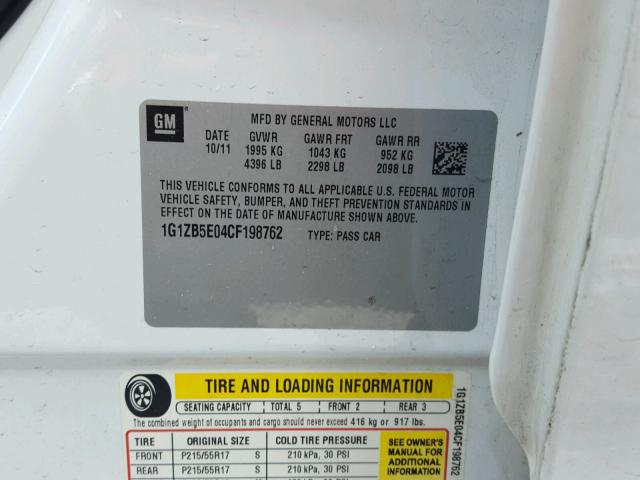 GM
MFD BY GENERAL MOTORS LLC
DATE GVWR GAWR FRT GAWR RR
10/11 1995 KG 1043 KG 952 KG
4396 LB 2298 LB 2098 LB
THIS VEHICLE CONFORMS TO ALL APPLICABLE U.S. FEDERAL MOTOR
VEHICLE SAFETY, BUMPER, AND THEFT PREVENTION STANDARDS IN
EFFECT ON THE DATE OF MANUFACTURE SHOWN ABOVE.
1G1ZB5E04CF198762 TYPE: PASS CAR
TIRE AND LOADING INFORMATION
SEATING CAPACITY TOTAL 5 FRONT 2 REAR 3
The combined weight of occupants and cargo should never exceed 416 kg or 917 lbs.
TIRE ORIGINAL SIZE COLD TIRE PRESSURE
FRONT P215/55R17 S 210 kPa, 30 PSI
REAR P215/55R17 S 210 kPa, 30 PSI
SEE OWNER'S
MANUAL FOR
ADDITIONAL
INFORMATION
1G1ZB5E04CF198762